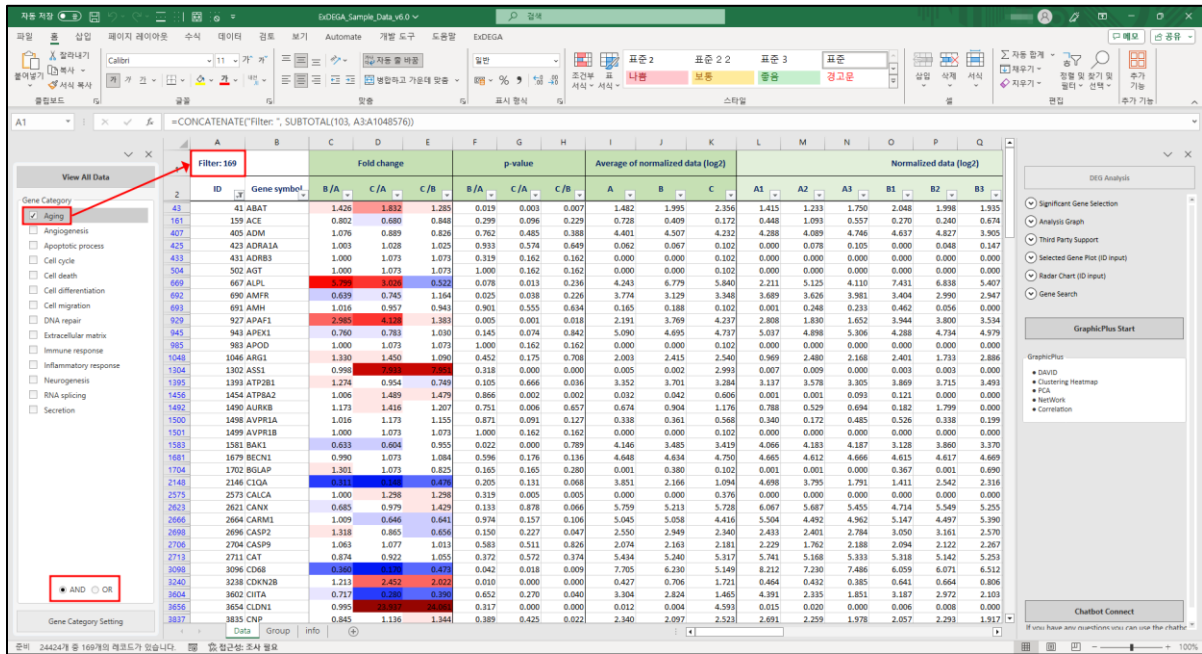 자동 저장 ExDEGA_Sample_Data_v6.0 검색
파일 홈 삽입 페이지 레이아웃 수식 데이터 검토 보기 Automate 개발 도구 도움말 ExDEGA 메모 공유
붙여넣기 잘라내기 복사 서식 복사 Calibri 11 가 가 가 자동 줄 바꿈 병합하고 가운데 맞춤 일반 조건부 서식 표 서식 표준 2 표준 2 2 표준 3 표준 나쁨 보통 좋음 경고문 삽입 삭제 서식 자동 합계 채우기 지우기 정렬 및 필터 찾기 및 선택 추가 기능
클립보드 글꼴 맞춤 표시 형식 스타일 셀 편집 추가 기능
A1 fx =CONCATENATE("Filter: ", SUBTOTAL(103, A3:A1048576))
View All Data
Gene Category
Aging
Angiogenesis
Apoptotic process
Cell cycle
Cell death
Cell differentiation
Cell migration
DNA repair
Extracellular matrix
Immune response
Inflammatory response
Neurogenesis
RNA splicing
Secretion
AND OR
Gene Category Setting
A B C D E F G H I J K L M N O P Q
1 Filter: 169 Fold change p-value Average of normalized data (log2) Normalized data (log2)
2 ID Gene symbol B/A C/A C/B B/A C/A C/B A B C A1 A2 A3 B1 B2 B3
43 41 ABAT 1.426 1.832 1.285 0.019 0.003 0.007 1.482 1.995 2.356 1.415 1.233 1.750 2.048 1.998 1.935
161 159 ACE 0.802 0.680 0.848 0.299 0.096 0.229 0.728 0.409 0.172 0.448 1.093 0.557 0.270 0.240 0.674
407 405 ADM 1.076 0.889 0.826 0.762 0.485 0.388 4.401 4.507 4.232 4.288 4.089 4.746 4.637 4.827 3.905
425 423 ADRA1A 1.003 1.028 1.025 0.933 0.574 0.649 0.062 0.067 0.102 0.000 0.078 0.105 0.000 0.048 0.147
433 431 ADRB3 1.000 1.073 1.073 0.319 0.162 0.162 0.000 0.000 0.102 0.000 0.000 0.000 0.000 0.000 0.000
504 502 AGT 1.000 1.073 1.073 1.000 0.162 0.162 0.000 0.000 0.102 0.000 0.000 0.000 0.000 0.000 0.000
669 667 ALPL 5.799 3.026 0.522 0.078 0.013 0.236 4.243 6.779 5.840 2.211 5.125 4.110 7.431 6.838 5.407
692 690 AMFR 0.639 0.745 1.164 0.025 0.038 0.226 3.774 3.129 3.348 3.689 3.626 3.981 3.404 2.990 2.947
693 691 AMH 1.016 0.957 0.943 0.901 0.555 0.634 0.165 0.188 0.102 0.001 0.248 0.233 0.462 0.056 0.000
929 927 APAF1 2.985 4.128 1.383 0.005 0.001 0.018 2.191 3.769 4.237 2.808 1.830 1.652 3.944 3.800 3.534
945 943 APEX1 0.760 0.783 1.030 0.145 0.074 0.842 5.090 4.695 4.737 5.037 4.898 5.306 4.288 4.734 4.979
985 983 APOD 1.000 1.073 1.073 1.000 0.162 0.162 0.000 0.000 0.102 0.000 0.000 0.000 0.000 0.000 0.000
1048 1046 ARG1 1.330 1.450 1.090 0.452 0.175 0.708 2.003 2.415 2.540 0.969 2.480 2.168 2.401 1.733 2.886
1304 1302 ASS1 0.998 7.933 7.951 0.318 0.000 0.000 0.005 0.002 2.993 0.007 0.009 0.000 0.003 0.003 0.000
1395 1393 ATP2B1 1.274 0.954 0.749 0.105 0.666 0.036 3.352 3.701 3.284 3.137 3.578 3.305 3.869 3.715 3.493
1456 1454 ATP8A2 1.006 1.489 1.479 0.866 0.002 0.002 0.032 0.042 0.606 0.001 0.001 0.093 0.121 0.000 0.000
1492 1490 AURKB 1.173 1.416 1.207 0.751 0.006 0.657 0.674 0.904 1.176 0.788 0.529 0.694 0.182 1.799 0.000
1500 1498 AVPR1A 1.016 1.173 1.155 0.871 0.091 0.127 0.338 0.361 0.568 0.340 0.172 0.485 0.526 0.338 0.199
1501 1499 AVPR1B 1.000 1.073 1.073 1.000 0.162 0.162 0.000 0.000 0.102 0.000 0.000 0.000 0.000 0.000 0.000
1583 1581 BAK1 0.633 0.604 0.955 0.022 0.000 0.789 4.146 3.485 3.419 4.066 4.183 4.187 3.128 3.860 3.370
1681 1679 BECN1 0.990 1.073 1.084 0.596 0.176 0.136 4.648 4.634 4.750 4.665 4.612 4.666 4.615 4.617 4.669
1704 1702 BGLAP 1.301 1.073 0.825 0.165 0.165 0.280 0.001 0.380 0.102 0.001 0.001 0.000 0.367 0.001 0.690
2148 2146 C1QA 0.311 0.148 0.476 0.205 0.131 0.068 3.851 2.166 1.094 4.698 3.795 1.791 1.411 2.542 2.316
2575 2573 CALCA 1.000 1.298 1.298 0.319 0.005 0.005 0.000 0.000 0.376 0.000 0.000 0.000 0.000 0.000 0.000
2623 2621 CANX 0.685 0.979 1.429 0.133 0.878 0.066 5.759 5.213 5.728 6.067 5.687 5.455 4.714 5.549 5.255
2666 2664 CARM1 1.009 0.646 0.641 0.974 0.157 0.106 5.045 5.058 4.416 5.504 4.492 4.962 5.147 4.497 5.390
2698 2696 CASP2 1.318 0.865 0.656 0.150 0.227 0.047 2.550 2.949 2.340 2.433 2.401 2.784 3.050 3.161 2.570
2706 2704 CASP9 1.063 1.077 1.013 0.583 0.511 0.826 2.074 2.163 2.181 2.229 1.762 2.188 2.094 2.122 2.267
2713 2711 CAT 0.874 0.922 1.055 0.372 0.572 0.374 5.434 5.240 5.317 5.741 5.168 5.333 5.318 5.142 5.253
3098 3096 CD68 0.360 0.170 0.473 0.042 0.018 0.009 7.705 6.230 5.149 8.212 7.230 7.486 6.059 6.071 6.512
3240 3238 CDKN2B 1.213 2.452 2.022 0.210 0.000 0.000 0.427 0.706 1.721 0.464 0.432 0.385 0.641 0.664 0.806
3604 3602 CIITA 0.717 0.280 0.390 0.652 0.270 0.040 3.304 2.824 1.465 4.391 2.335 1.851 3.187 2.972 2.103
3656 3654 CLDN1 0.995 0.317 0.000 0.000 0.012 0.004 4.593 0.015 0.020 0.000 0.006 0.008 0.000
3837 3835 CNP 0.845 1.136 1.344 0.389 0.425 0.022 2.340 2.097 2.523 2.691 2.259 1.978 2.057 2.293 1.917
Data Group info
준비 24424개 중 169개의 레코드가 있습니다. 접근성: 조사 필요 100%
DEG Analysis
Significant Gene Selection
Analysis Graph
Third Party Support
Selected Gene Plot (ID input)
Radar Chart (ID input)
Gene Search
GraphicPlus Start
GraphicPlus
DAVID
Clustering Heatmap
PCA
NetWork
Correlation
Chatbot Connect
If you have any questions you can use the chatbot